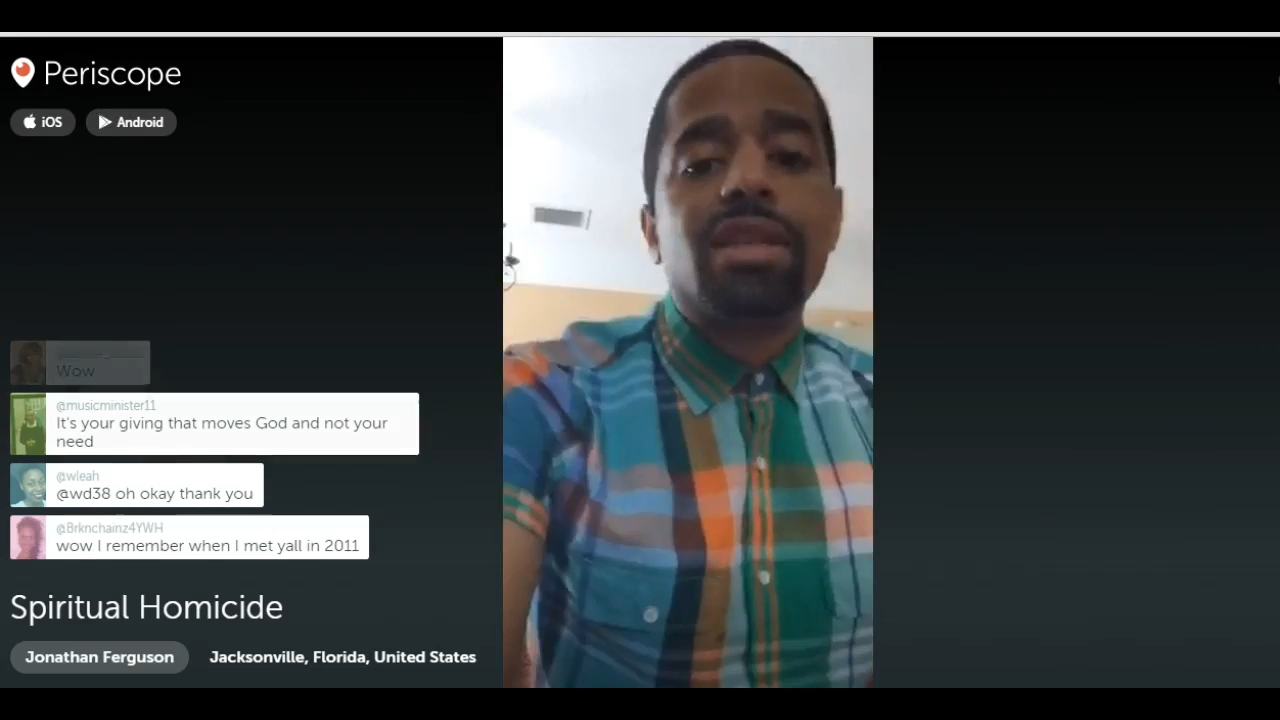 Periscope
iOS
Android
Wow
@musicminister11
It's your giving that moves God and not your
need
@wleah
@wd38 oh okay thank you
@Brknchainz4YWH
wow I remember when I met yall in 2011
Spiritual Homicide
Jonathan Ferguson
Jacksonville, Florida, United States